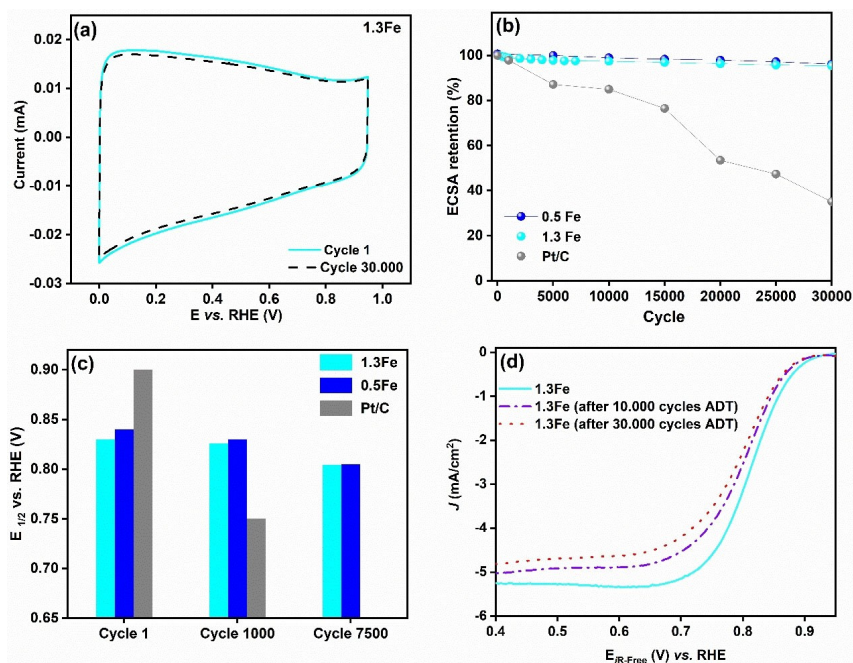 (a)
1.3Fe
0.02
0.01
0.00
-0.01
-0.02
-0.03
Current (mA)
Cycle 1
Cycle 30.000
0.0 0.2 0.4 0.6 0.8 1.0
E vs. RHE (V)
(b)
120
100
80
60
40
20
0
ECSA retention (%)
0.5 Fe
1.3 Fe
Pt/C
0 5000 10000 15000 20000 25000 30000
Cycle
(c)
1.3Fe
0.5Fe
Pt/C
0.90
0.85
0.80
0.75
0.70
0.65
E 1/2 vs. RHE (V)
Cycle 1 Cycle 1000 Cycle 7500
(d)
1.3Fe
1.3Fe (after 10.000 cycles ADT)
1.3Fe (after 30.000 cycles ADT)
0
-1
-2
-3
-4
-5
-6
J (mA/cm²)
0.4 0.5 0.6 0.7 0.8 0.9
E iR-Free (V) vs. RHE